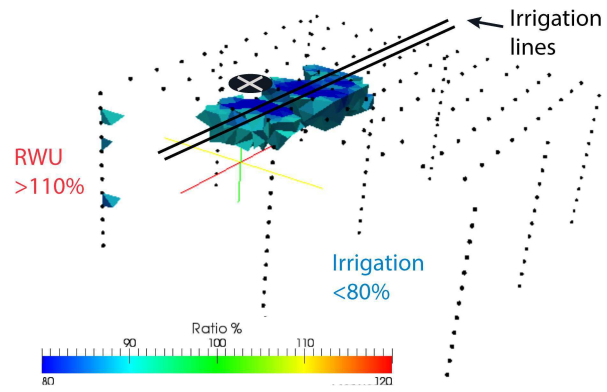 Irrigation
lines
RWU
>110%
Irrigation
<80%
Ratio %
80 90 100 110 120